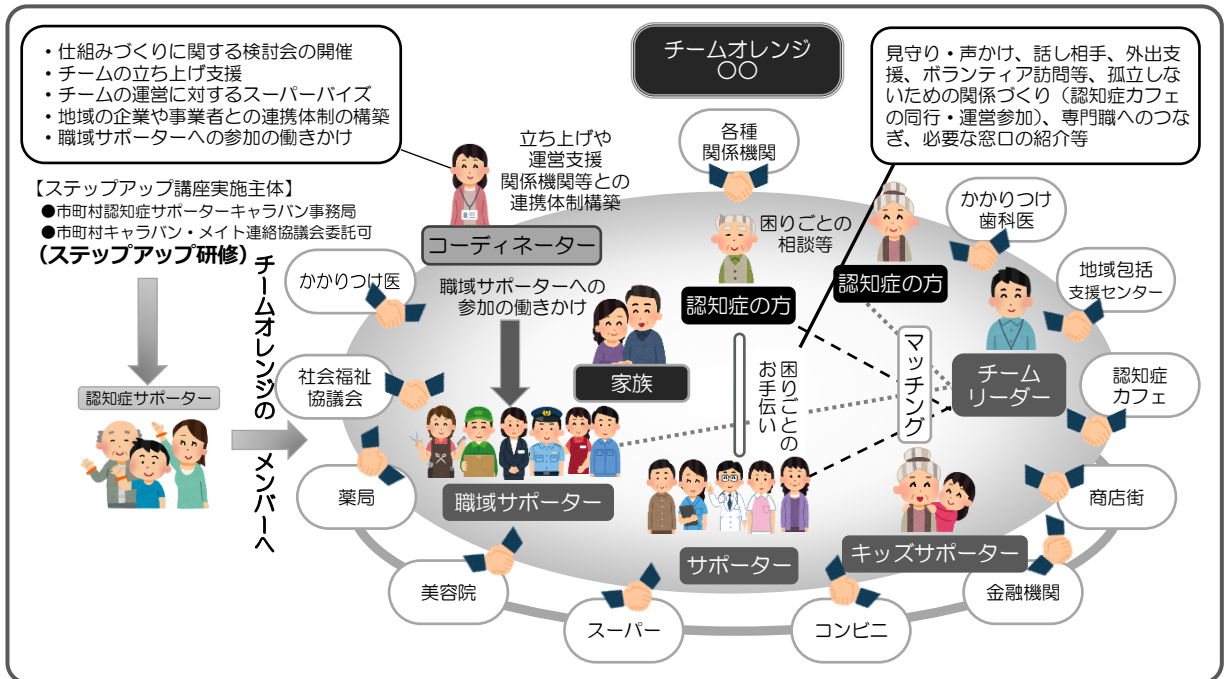 ・仕組みづくりに関する検討会の開催
・チームの立ち上げ支援
・チームの運営に対するスーパーバイズ
・地域の企業や事業者との連携体制の構築
・職域サポーターへの参加の働きかけ
チームオレンジ
〇〇
見守り・声かけ、話し相手、外出支
援、ボランティア訪問等、孤立しな
いための関係づくり（認知症カフェ
の同行・運営参加）、専門職へのつな
ぎ、必要な窓口の紹介等
【ステップアップ講座実施主体】
●市町村認知症サポーターキャラバン事務局
●市町村キャラバン・メイト連絡協議会委託可
（ステップアップ研修）
認知症サポーター
チームオレンジの
メンバーへ
立ち上げや
運営支援
関係機関等との
連携体制構築
コーディネーター
職域サポーターへの
参加の働きかけ
各種
関係機関
困りごとの
相談等
認知症の方
認知症の方
かかりつけ
歯科医
地域包括
支援センター
かかりつけ医
家族
困りごとの
お手伝い
マッチング
チーム
リーダー
認知症
カフェ
社会福祉
協議会
薬局
職域サポーター
サポーター
キッズサポーター
商店街
金融機関
美容院
スーパー
コンビニ